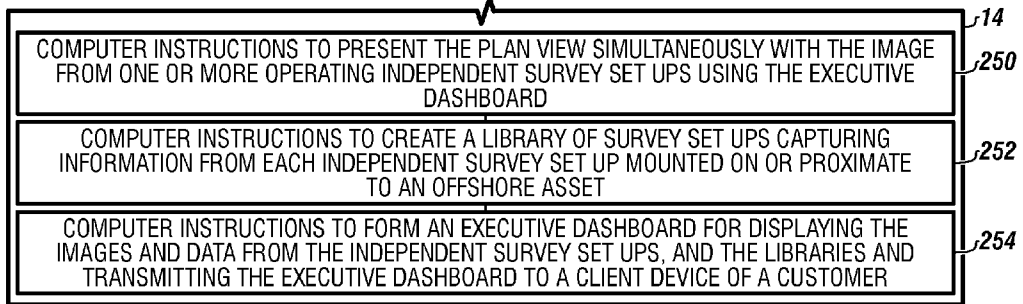 14
COMPUTER INSTRUCTIONS TO PRESENT THE PLAN VIEW SIMULTANEOUSLY WITH THE IMAGE
FROM ONE OR MORE OPERATING INDEPENDENT SURVEY SET UPS USING THE EXECUTIVE
DASHBOARD
250
COMPUTER INSTRUCTIONS TO CREATE A LIBRARY OF SURVEY SET UPS CAPTURING
INFORMATION FROM EACH INDEPENDENT SURVEY SET UP MOUNTED ON OR PROXIMATE
TO AN OFFSHORE ASSET
252
COMPUTER INSTRUCTIONS TO FORM AN EXECUTIVE DASHBOARD FOR DISPLAYING THE
IMAGES AND DATA FROM THE INDEPENDENT SURVEY SET UPS, AND THE LIBRARIES AND
TRANSMITTING THE EXECUTIVE DASHBOARD TO A CLIENT DEVICE OF A CUSTOMER
254